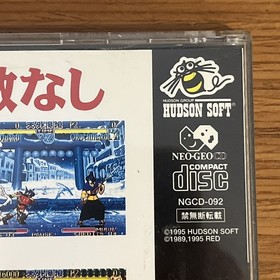 敵なし
HUDSON GROUP
HUDSON SOFT®
NEO·GEO CD
COMPACT
disc
NGCD-092
禁無断転載
©1995 HUDSON SOFT
©1989,1995 RED